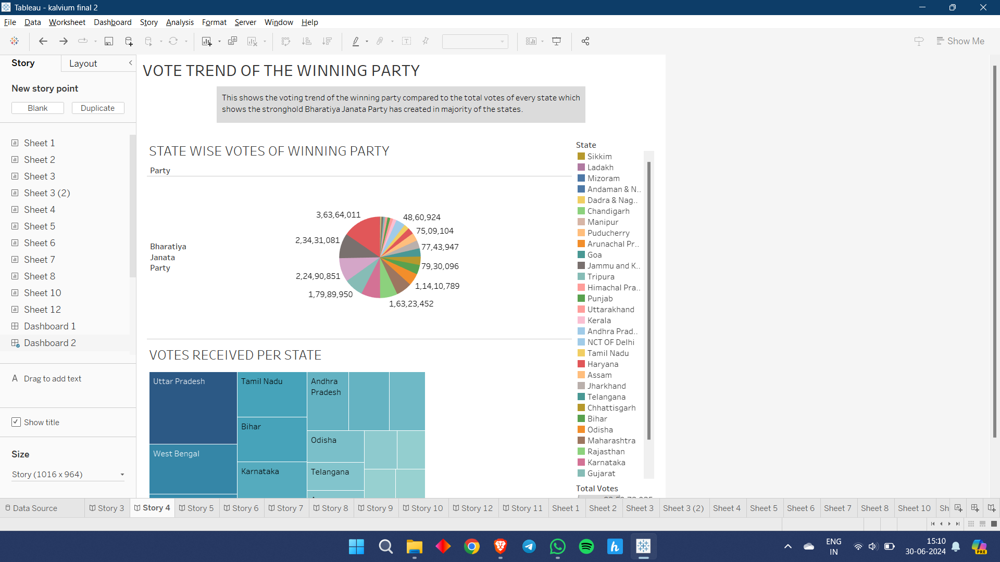 Tableau - kalvium final 2
File Data Worksheet Dashboard Story Analysis Format Server Window Help
Show Me
Story Layout
New story point
Blank Duplicate
Sheet 1
Sheet 2
Sheet 3
Sheet 3 (2)
Sheet 4
Sheet 5
Sheet 6
Sheet 7
Sheet 8
Sheet 10
Sheet 12
Dashboard 1
Dashboard 2
A Drag to add text
Show title
Size
Story (1016 x 964)
VOTE TREND OF THE WINNING PARTY
This shows the voting trend of the winning party compared to the total votes of every state which
shows the stronghold Bharatiya Janata Party has created in majority of the states.
STATE WISE VOTES OF WINNING PARTY
Party
Bharatiya
Janata
Party
3,63,64,011
48,60,924
75,09,104
2,34,31,081
77,43,947
79,30,096
2,24,90,851
1,14,10,789
1,79,89,950
1,63,23,452
VOTES RECEIVED PER STATE
Uttar Pradesh
West Bengal
Tamil Nadu
Bihar
Karnataka
Andhra
Pradesh
Odisha
Telangana
State
Sikkim
Ladakh
Mizoram
Andaman & N..
Dadra & Nag..
Chandigarh
Manipur
Puducherry
Arunachal Pr..
Goa
Jammu and K..
Tripura
Himachal Pra..
Punjab
Uttarakhand
Kerala
Andhra Prad..
NCT OF Delhi
Tamil Nadu
Haryana
Assam
Jharkhand
Telangana
Chhattisgarh
Bihar
Odisha
Maharashtra
Rajasthan
Karnataka
Gujarat
Total Votes
Data Source Story 3 Story 4 Story 5 Story 6 Story 7 Story 8 Story 9 Story 10 Story 12 Story 11 Sheet 1 Sheet 2 Sheet 3 Sheet 3 (2) Sheet 4 Sheet 5 Sheet 6 Sheet 7 Sheet 8 Sheet 10 Sh
ENG
IN
15:10
30-06-2024
PRE